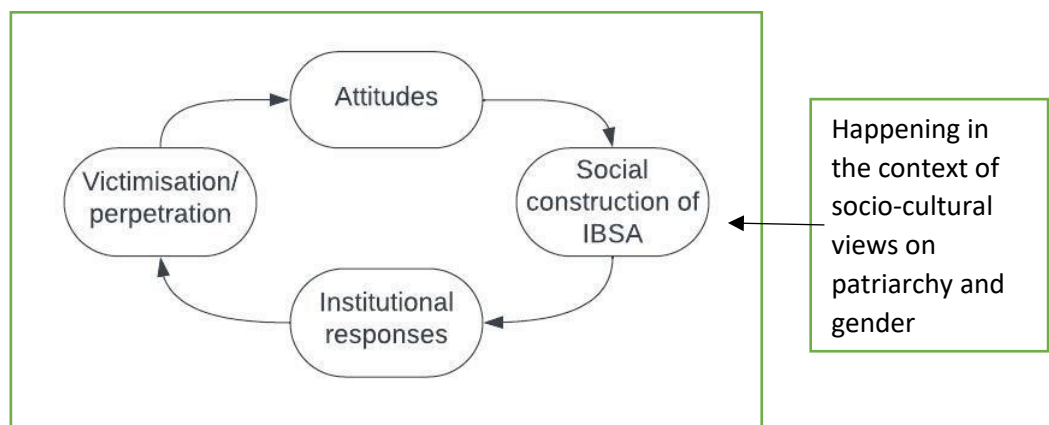 Attitudes
Victimisation/
perpetration
Social
construction of
IBSA
Institutional
responses
Happening in
the context of
socio-cultural
views on
patriarchy and
gender